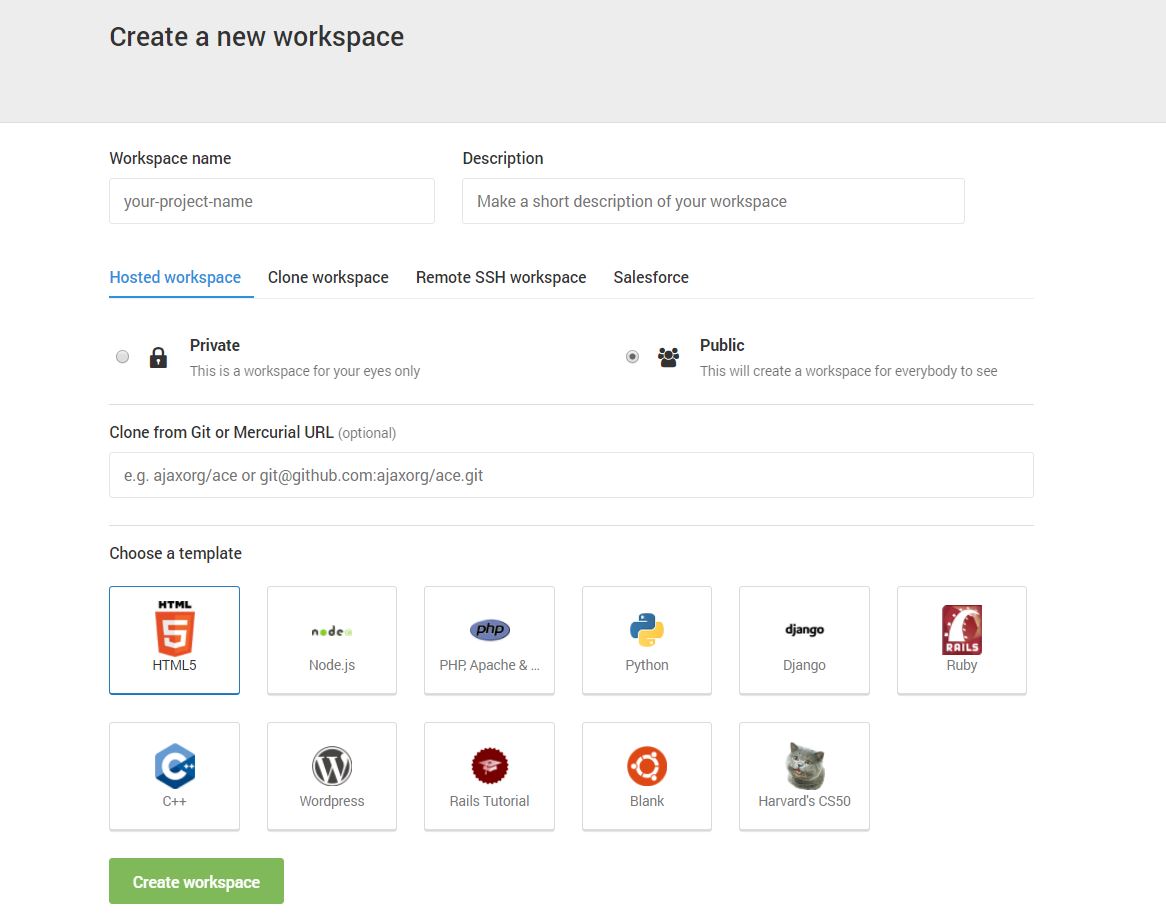 Create a new workspace
Workspace name
Description
your-project-name
Make a short description of your workspace
Hosted workspace
Clone workspace
Remote SSH workspace
Salesforce
Private
This is a workspace for your eyes only
Public
This will create a workspace for everybody to see
Clone from Git or Mercurial URL (optional)
e.g. ajaxorg/ace or git@github.com:ajaxorg/ace.git
Choose a template
HTML
5
HTML5
node
Node.js
php
PHP, Apache & ...
Python
django
Django
RAILS
Ruby
C++
C++
W
Wordpress
Rails Tutorial
Blank
Harvard's CS50
Create workspace